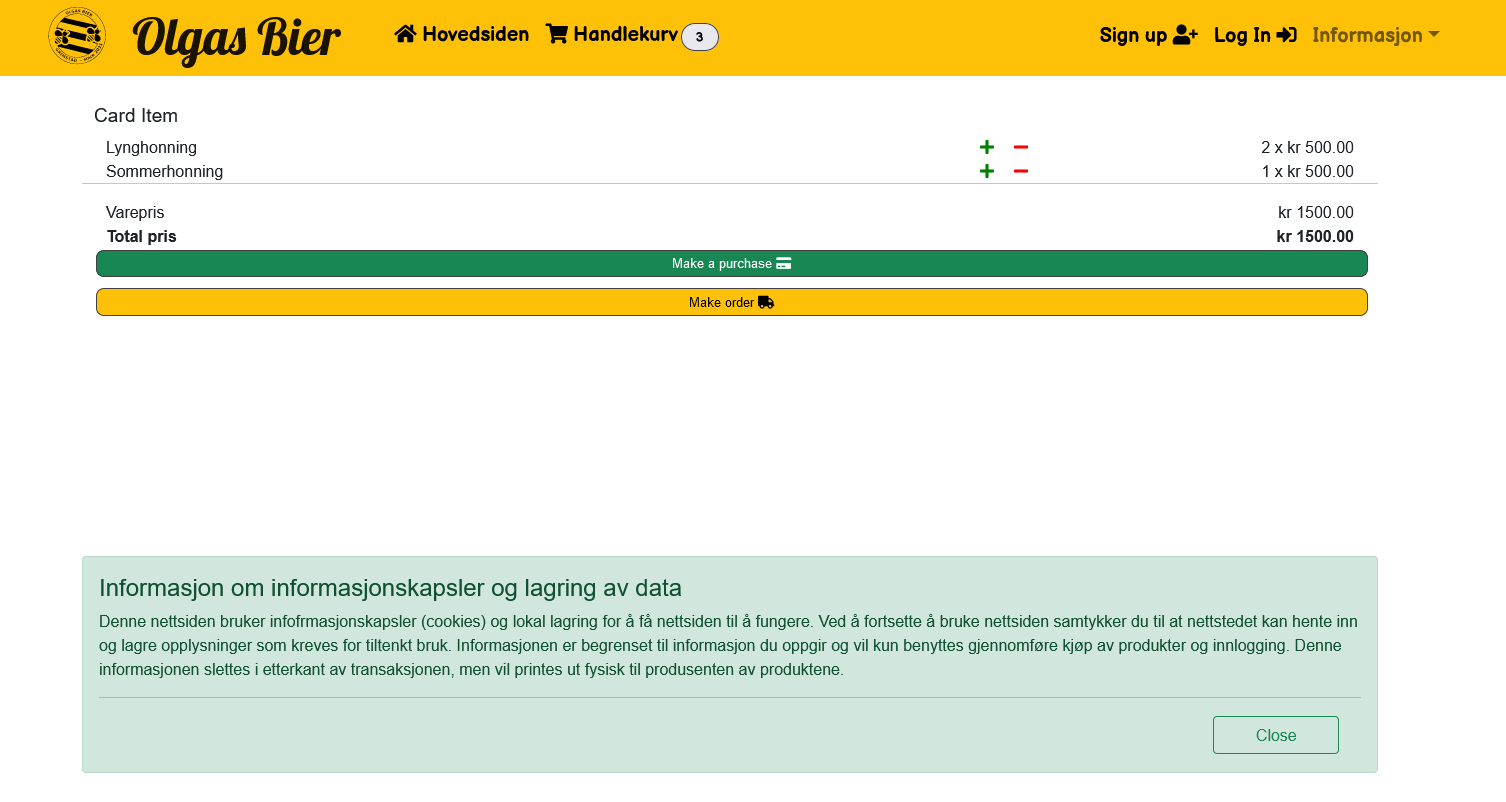 Olgas Bier
Hovedsiden
Handlekurv 3
Sign up
Log In
Informasjon
Card Item
Lynghonning 2 x kr 500.00
Sommerhonning 1 x kr 500.00
Varepris kr 1500.00
Total pris kr 1500.00
Make a purchase
Make order
Informasjon om informasjonskapsler og lagring av data
Denne nettsiden bruker infofrmasjonskapsler (cookies) og lokal lagring for å få nettsiden til å fungere. Ved å fortsette å bruke nettsiden samtykker du til at nettstedet kan hente inn
og lagre opplysninger som kreves for tiltenkt bruk. Informasjonen er begrenset til informasjon du oppgir og vil kun benyttes gjennomføre kjøp av produkter og innlogging. Denne
informasjonen slettes i etterkant av transaksjonen, men vil printes ut fysisk til produsenten av produktene.
Close